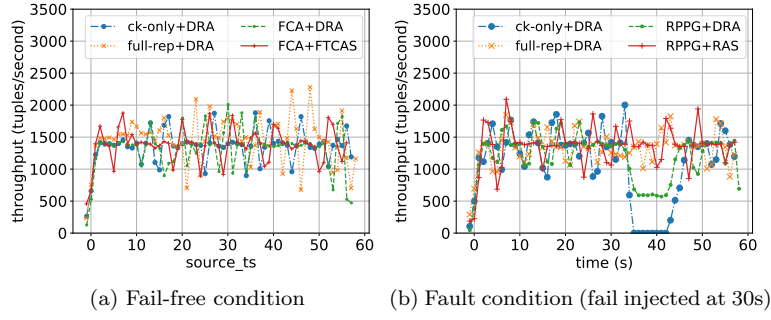 3500
3000
2500
2000
1500
1000
500
0
throughput (tuples/second)
ck-only+DRA
full-rep+DRA
FCA+DRA
FCA+FTCAS
0 10 20 30 40 50 60
source_ts
(a) Fail-free condition
3500
3000
2500
2000
1500
1000
500
0
throughput (tuples/second)
ck-only+DRA
full-rep+DRA
RPPG+DRA
RPPG+RAS
0 10 20 30 40 50 60
time (s)
(b) Fault condition (fail injected at 30s)